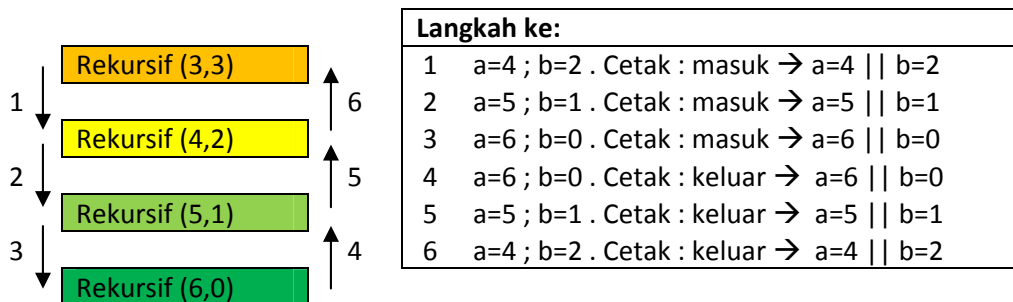 Rekursif (3,3)
1
6
Rekursif (4,2)
2
5
Rekursif (5,1)
3
4
Rekursif (6,0)
Langkah ke:
1 a=4 ; b=2 . Cetak : masuk → a=4 || b=2
2 a=5 ; b=1 . Cetak : masuk → a=5 || b=1
3 a=6 ; b=0 . Cetak : masuk → a=6 || b=0
4 a=6 ; b=0 . Cetak : keluar → a=6 || b=0
5 a=5 ; b=1 . Cetak : keluar → a=5 || b=1
6 a=4 ; b=2 . Cetak : keluar → a=4 || b=2